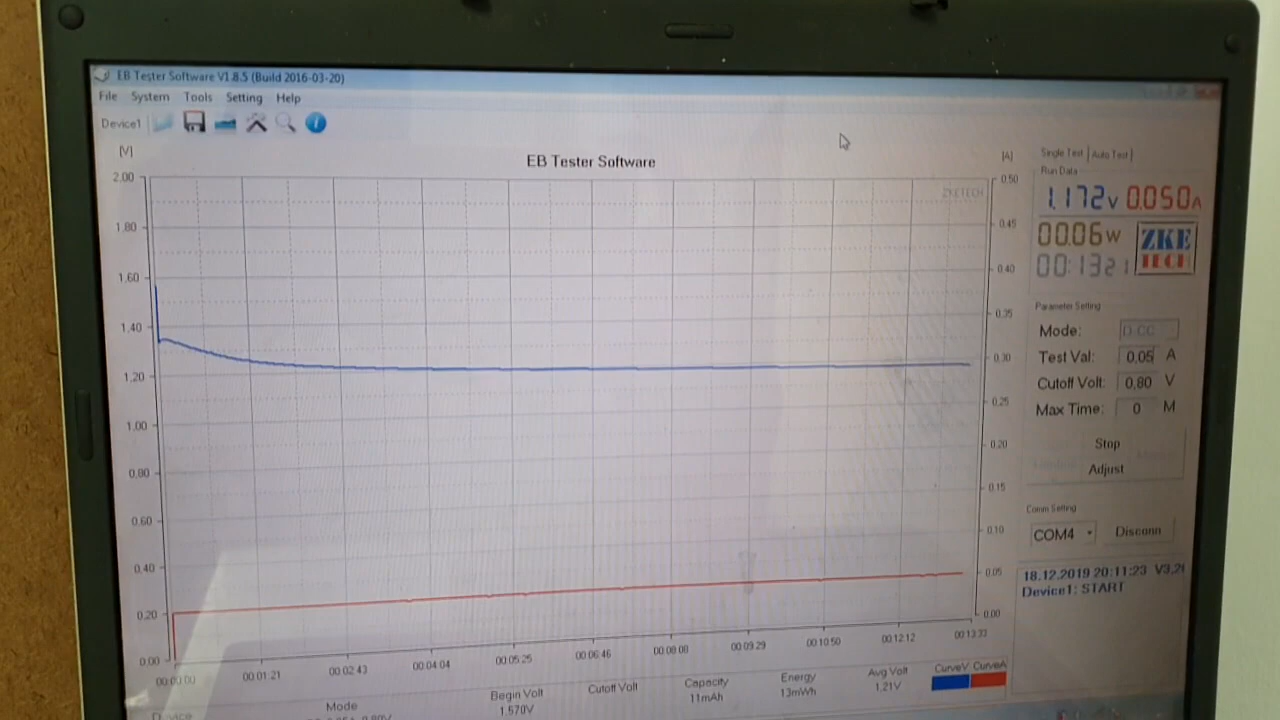 EB Tester Software V1.8.5 (Build 2016-03-20)
File System Tools Setting Help
Device1
[V]
EB Tester Software
[A]
2.00
1.80
1.60
1.40
1.20
1.00
0.80
0.60
0.40
0.20
0.00
ZKETECH
0.50
0.45
0.40
0.35
0.30
0.25
0.20
0.15
0.10
0.05
0.00
00:00:00 00:01:21 00:02:43 00:04:04 00:05:25 00:06:46 00:08:08 00:09:29 00:10:50 00:12:12 00:13:33
Device
Mode
Begin Volt
1.570V
Cutoff Volt
Capacity
11mAh
Energy
13mWh
Avg Volt
1.21V
CurveV CurveA
Single Test Auto Test
Run Data
1.172V 0.050A
00.06W
00:13:21
ZKE
TECH
Parameter Setting
Mode: D-CC
Test Val: 0.05 A
Cutoff Volt: 0.80 V
Max Time: 0 M
Stop
Adjust
Comm Setting
COM4 Disconn
18.12.2019 20:11:23
Device1: START